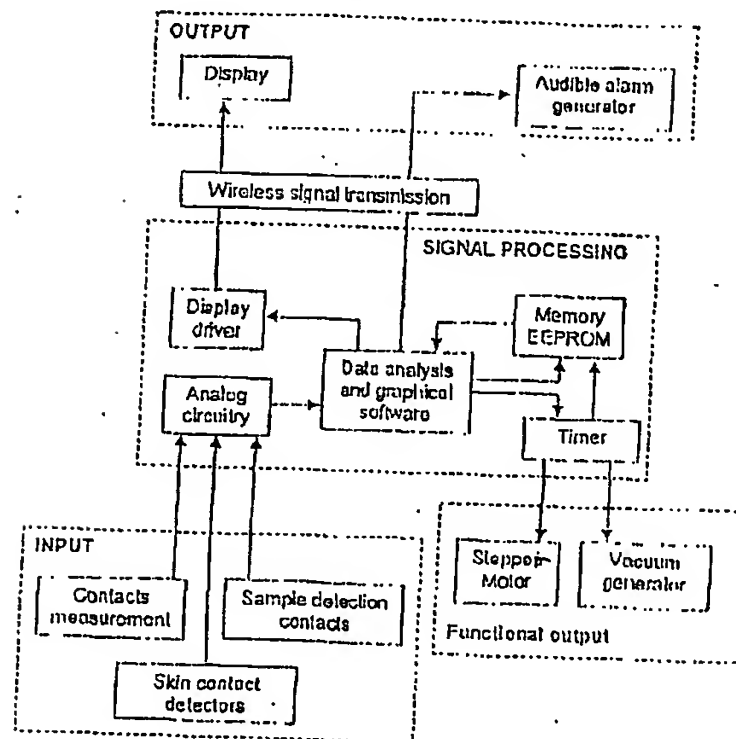 OUTPUT
Display
Audible alarm
generator
Wireless signal transmission
SIGNAL PROCESSING
Display
driver
Memory
EEPROM
Data analysis
and graphical
software
Analog
circuitry
Timer
INPUT
Contacts
measurement
Sample detection
contacts
Skin contact
detectors
Stepper
Motor
Vacuum
generator
Functional output